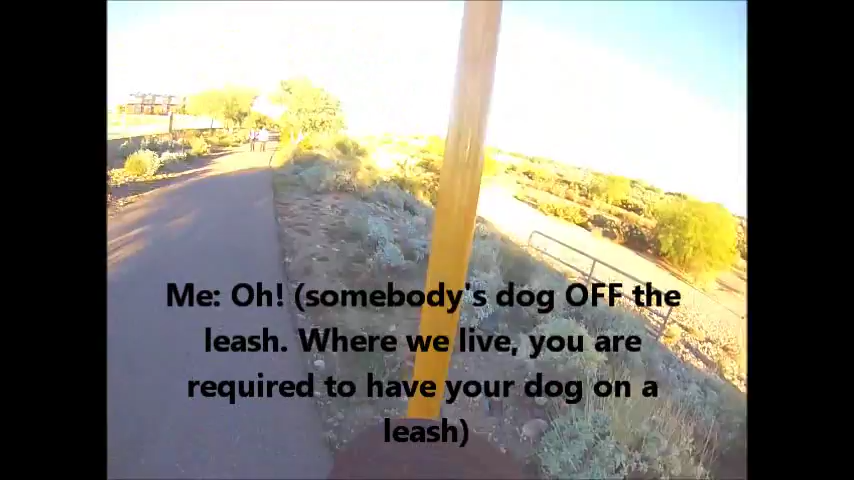 Me: Oh! (somebody's dog OFF the
leash. Where we live, you are
required to have your dog on a
leash)